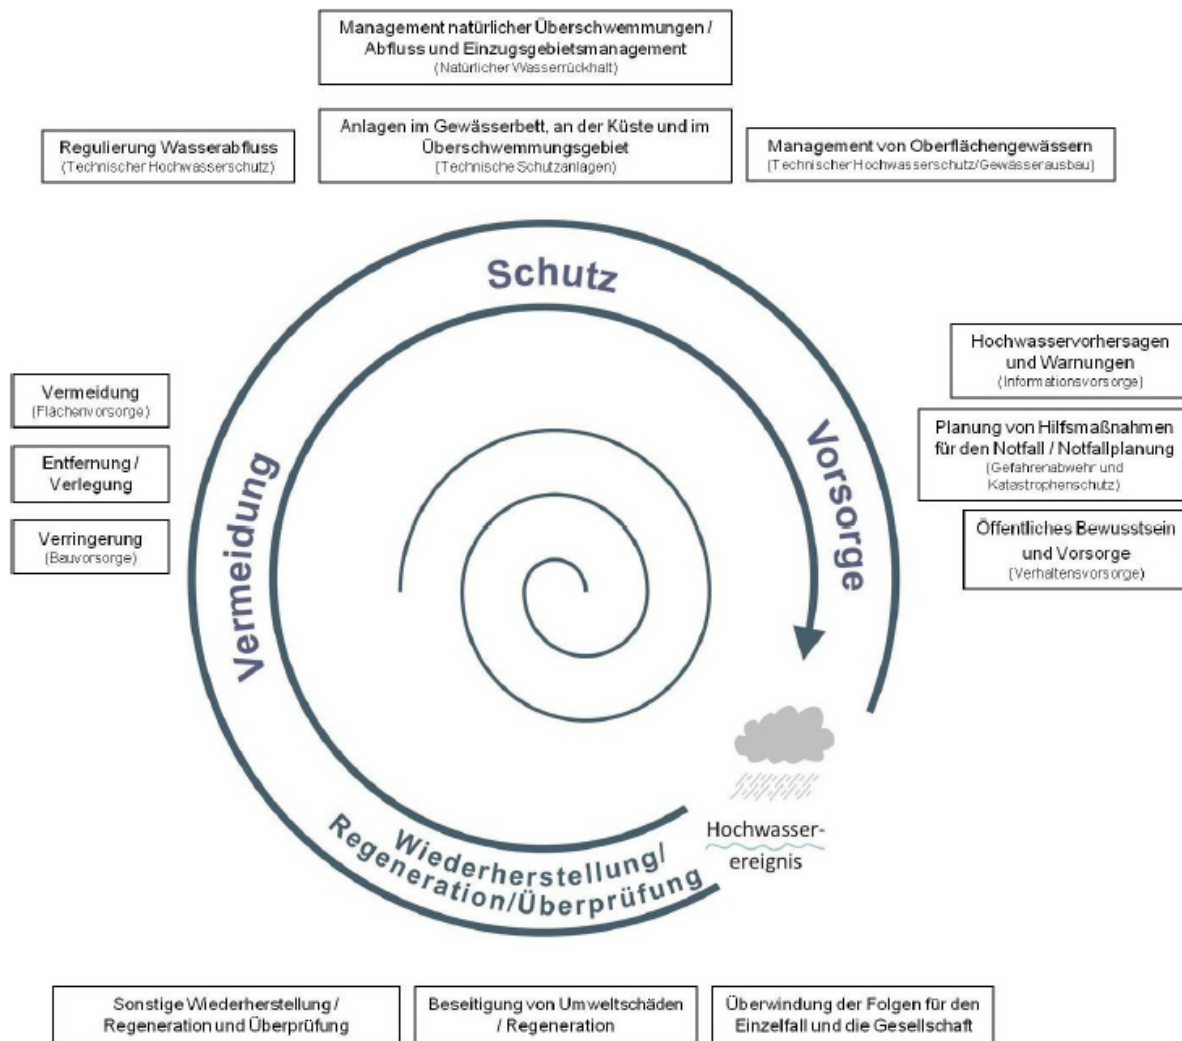 Management natürlicher Überschwemmungen /
Abfluss und Einzugsgebietsmanagement
(Natürlicher Wasserrückhalt)
Regulierung Wasserabfluss
(Technischer Hochwasserschutz)
Anlagen im Gewässerbett, an der Küste und im
Überschwemmungsgebiet
(Technische Schutzanlagen)
Management von Oberflächengewässern
(Technischer Hochwasserschutz/Gewässerausbau)
Schutz
Hochwasservorhersagen
und Warnungen
(Informationsvorsorge)
Vermeidung
(Flächenvorsorge)
Planung von Hilfsmaßnahmen
für den Notfall / Notfallplanung
(Gefahrenabwehr und
Katastrophenschutz)
Entfernung /
Verlegung
Verringerung
(Bauvorsorge)
Öffentliches Bewusstsein
und Vorsorge
(Verhaltensvorsorge)
Vermeidung
Vorsorge
Hochwasser-
ereignis
Wiederherstellung/
Regeneration/Überprüfung
Sonstige Wiederherstellung /
Regeneration und Überprüfung
Beseitigung von Umweltschäden
/ Regeneration
Überwindung der Folgen für den
Einzelfall und die Gesellschaft